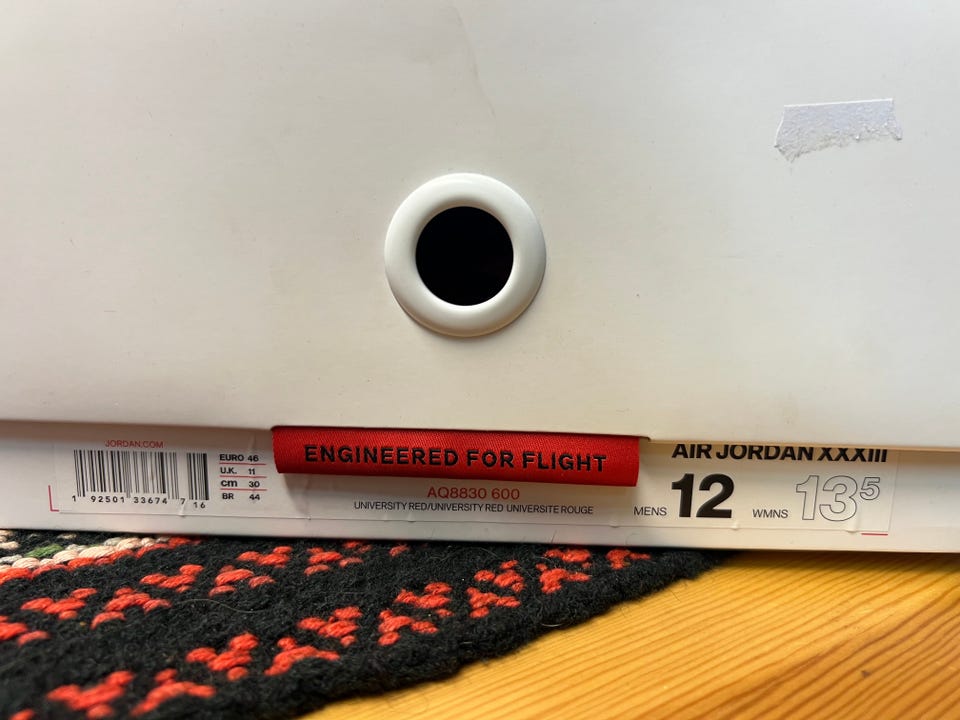 JORDAN.COM
1 92501 33674 7 16
EURO 46
U.K. 11
cm 30
BR 44
ENGINEERED FOR FLIGHT
AQ8830 600
UNIVERSITY RED/UNIVERSITY RED UNIVERSITE ROUGE
AIR JORDAN XXXIII
MENS 12 WMNS 13⁵